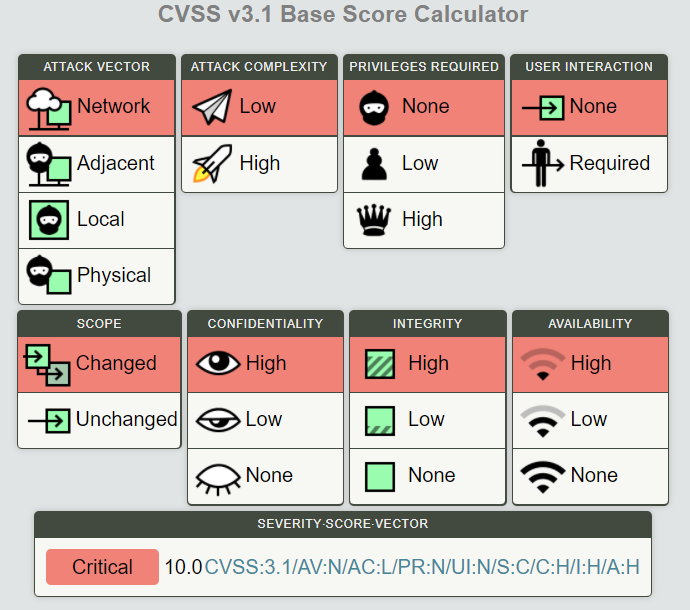 CVSS v3.1 Base Score Calculator
ATTACK VECTOR ATTACK COMPLEXITY PRIVILEGES REQUIRED USER INTERACTION
Network Low None None
Adjacent High Low Required
Local High
Physical
SCOPE CONFIDENTIALITY INTEGRITY AVAILABILITY
Changed High High High
Unchanged Low Low Low
None None None
SEVERITY·SCORE·VECTOR
Critical 10.0 CVSS:3.1/AV:N/AC:L/PR:N/UI:N/S:C/C:H/I:H/A:H